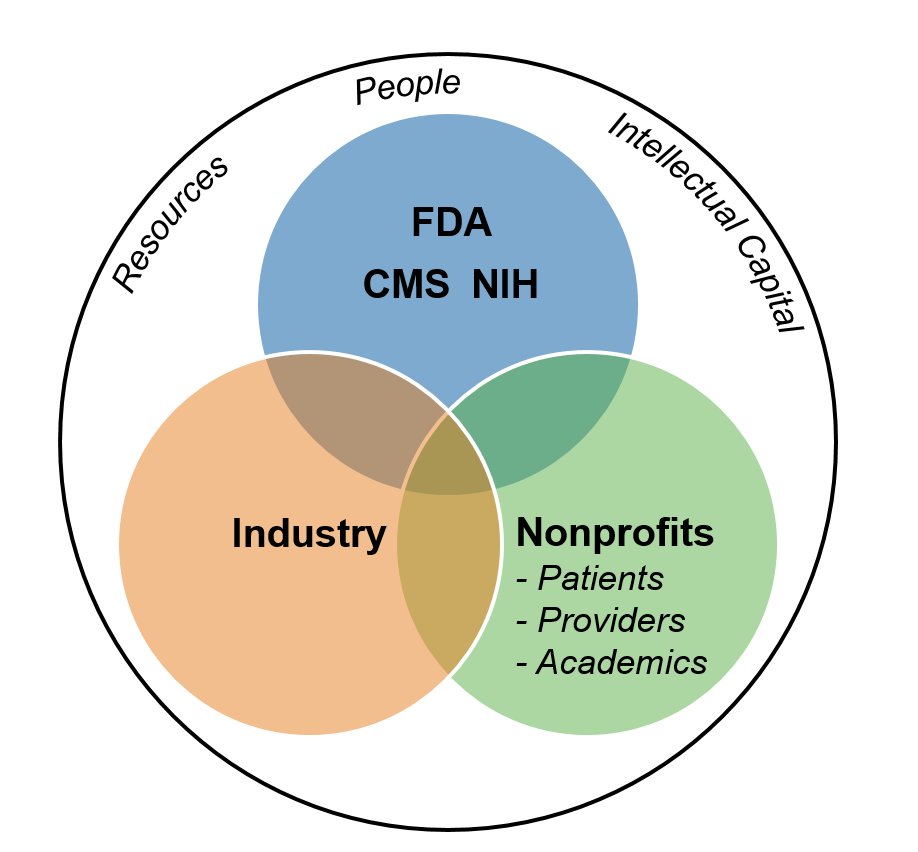 People
Resources
Intellectual Capital
FDA
CMS NIH
Industry
Nonprofits
- Patients
- Providers
- Academics